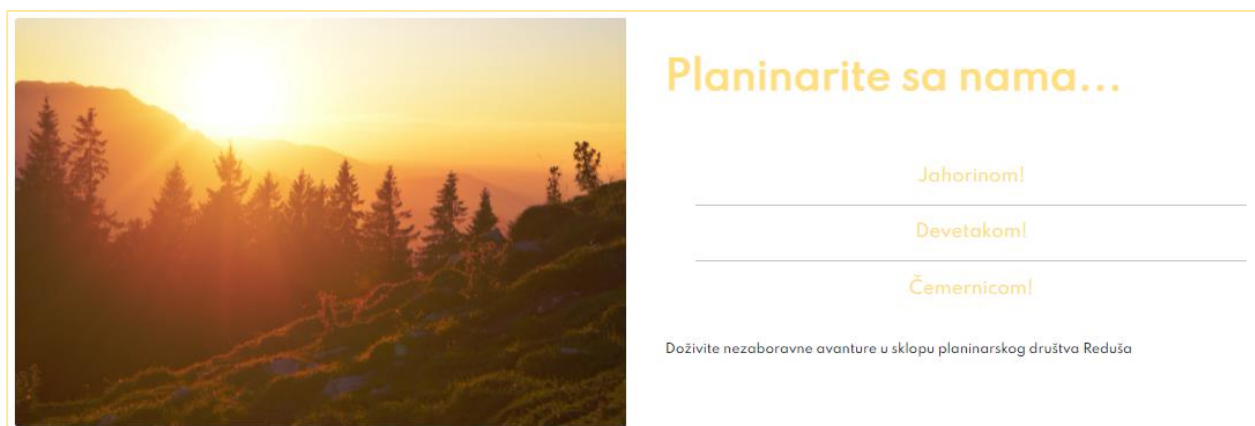 Planinarite sa nama...
Jahorinom!
Devetakom!
Čemernicom!
Doživite nezaboravne avanture u sklopu planinarskog društva Reduša